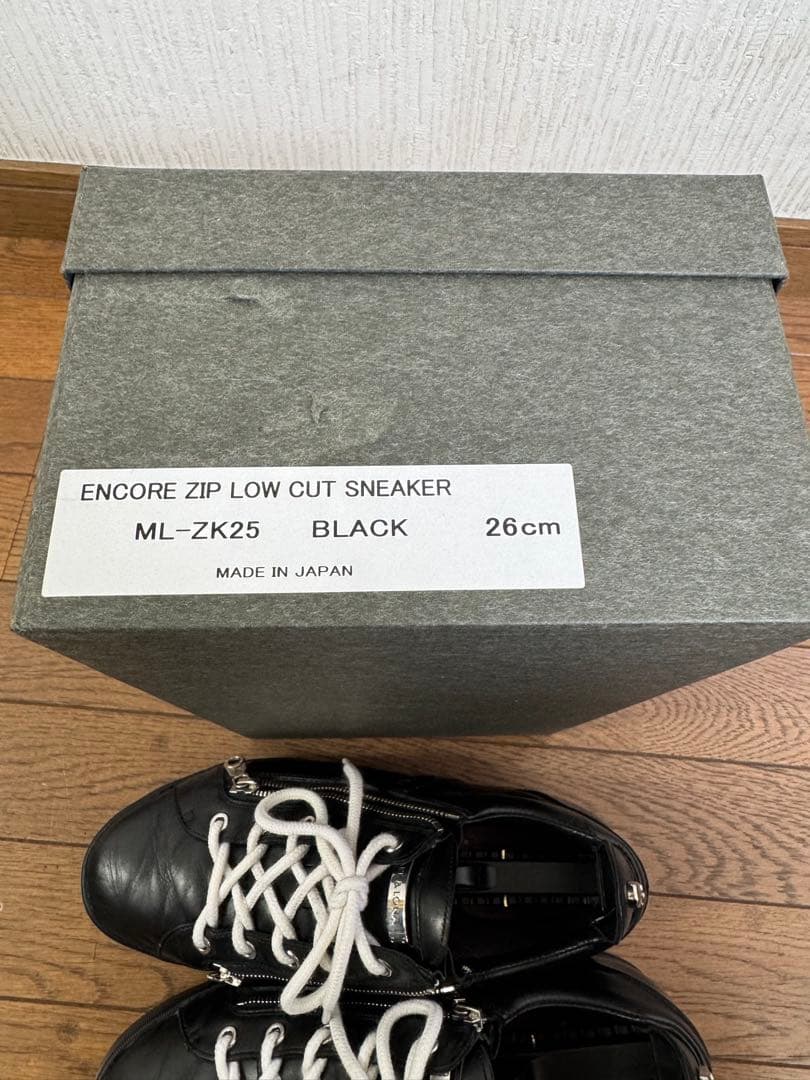 ENCORE ZIP LOW CUT SNEAKER
ML-ZK25 BLACK 26cm
MADE IN JAPAN